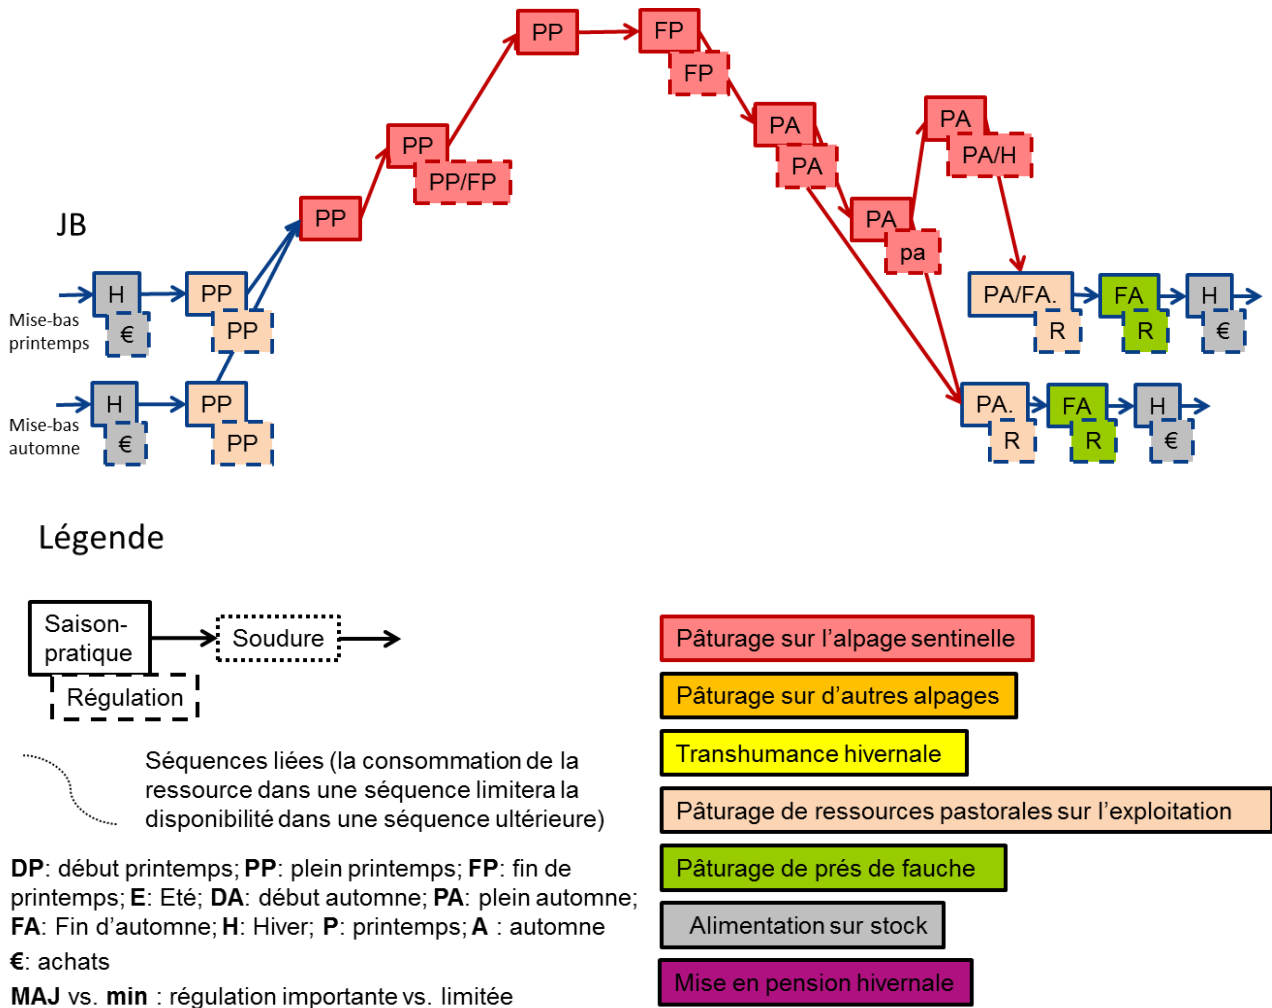 PP
FP
FP
PP
PP/FP
PA
PA
PA
PA/H
PP
PA
pa
JB
Mise-bas
printemps
H
€
PP
PP
PA/FA.
R
FA
R
H
€
Mise-bas
automne
H
€
PP
PP
PA.
R
FA
R
H
€
Légende
Saison-
pratique
Régulation
Soudure
Séquences liées (la consommation de la
ressource dans une séquence limitera la
disponibilité dans une séquence ultérieure)
DP: début printemps; PP: plein printemps; FP: fin de
printemps; E: Eté; DA: début automne; PA: plein automne;
FA: Fin d’automne; H: Hiver; P: printemps; A : automne
€: achats
MAJ vs. min : régulation importante vs. limitée
Pâturage sur l’alpage sentinelle
Pâturage sur d’autres alpages
Transhumance hivernale
Pâturage de ressources pastorales sur l’exploitation
Pâturage de prés de fauche
Alimentation sur stock
Mise en pension hivernale